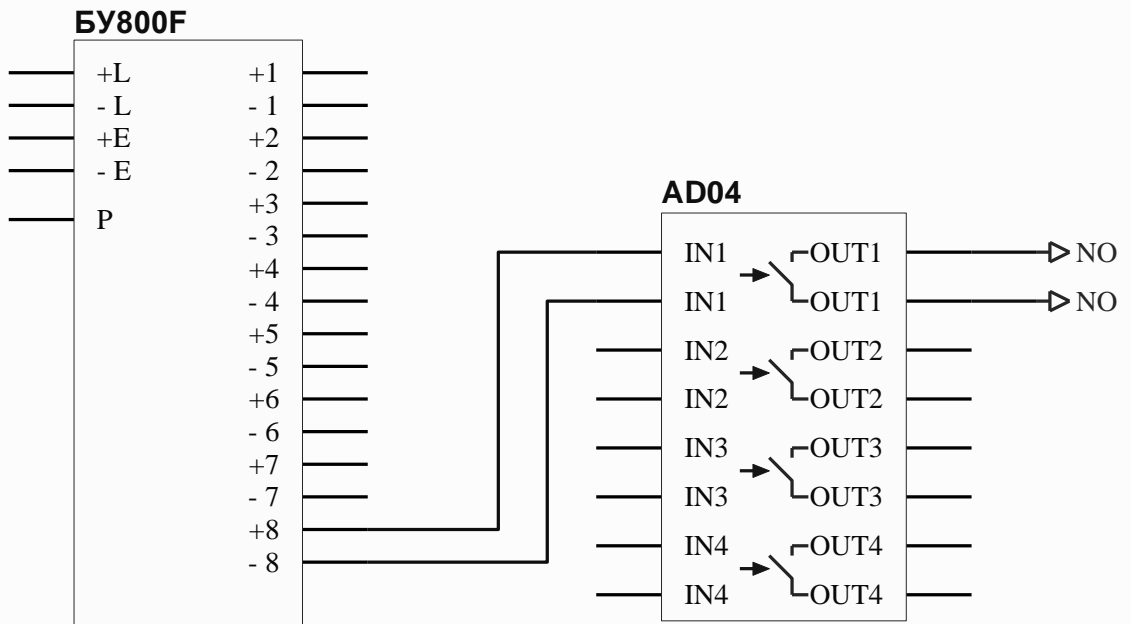 БУ800F
+L +1
- L - 1
+E +2
- E - 2
P +3
- 3
+4
- 4
+5
- 5
+6
- 6
+7
- 7
+8
- 8
AD04
IN1 OUT1 NO
IN1 OUT1 NO
IN2 OUT2
IN2 OUT2
IN3 OUT3
IN3 OUT3
IN4 OUT4
IN4 OUT4